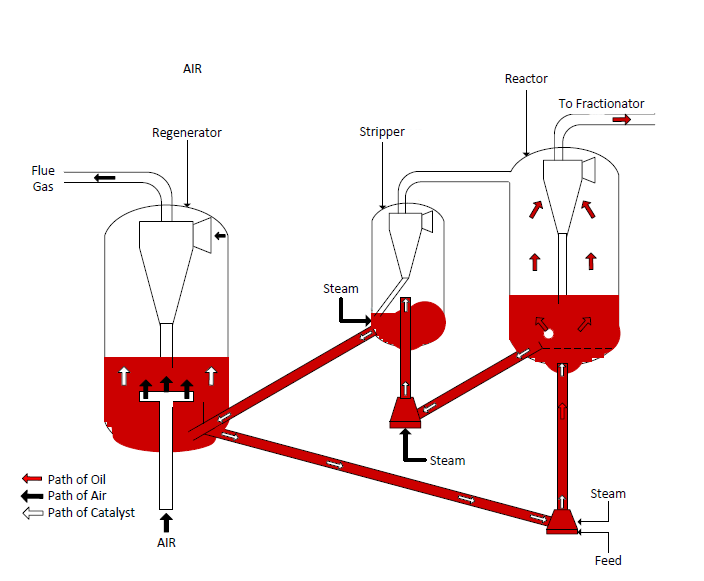 AIR
Reactor
To Fractionator
Regenerator
Stripper
Flue
Gas
Steam
Steam
Path of Oil
Path of Air
Path of Catalyst
Steam
AIR
Feed